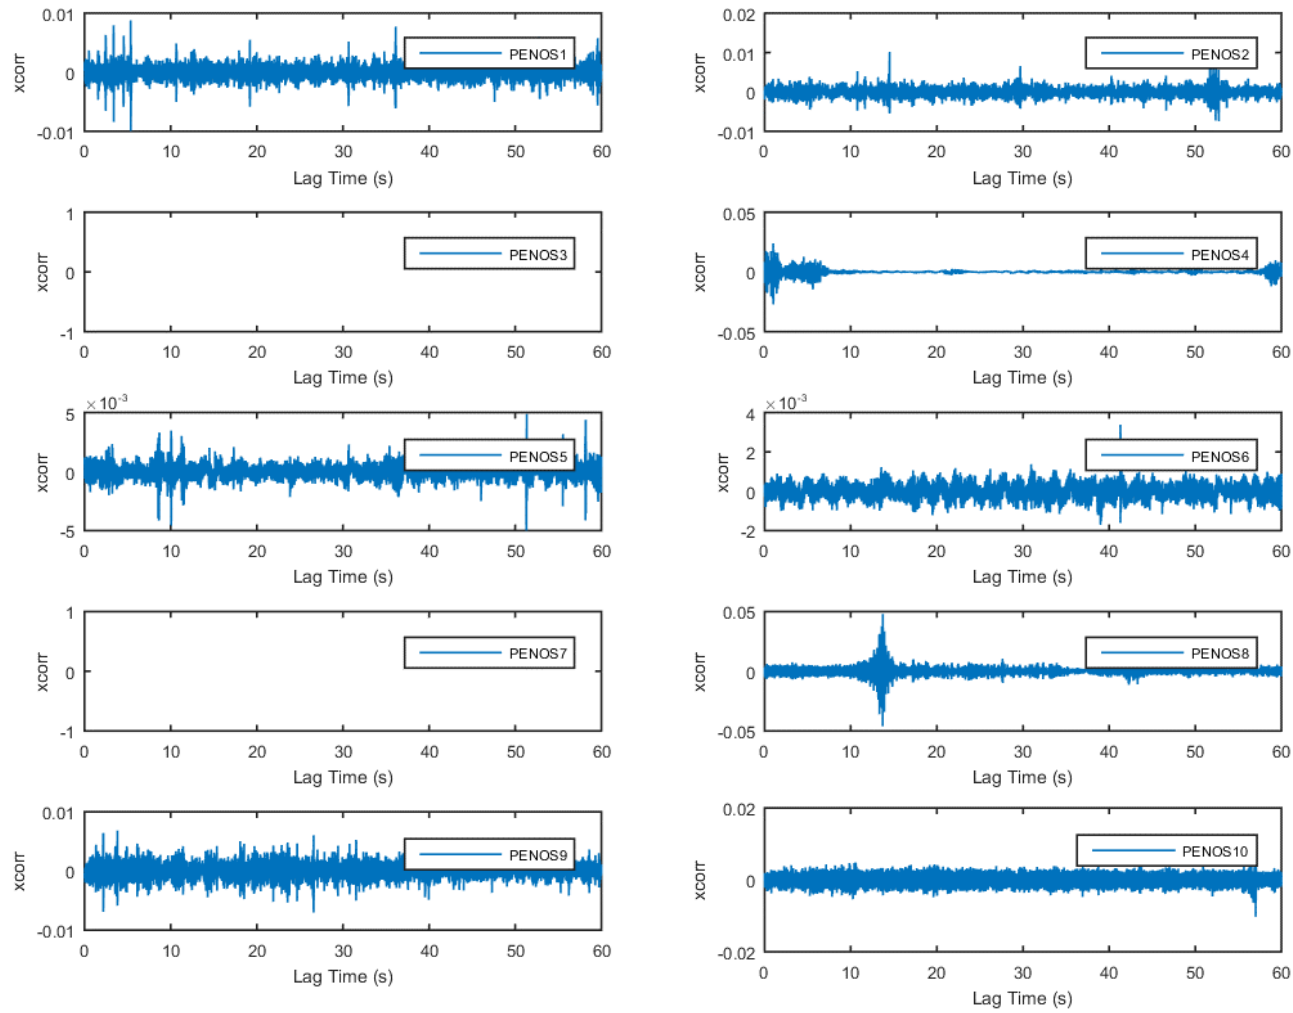 0.01
0
-0.01
xcorr
PENOS1
0 10 20 30 40 50 60
Lag Time (s)
0.02
0.01
0
-0.01
xcorr
PENOS2
0 10 20 30 40 50 60
Lag Time (s)
1
0
-1
xcorr
PENOS3
0 10 20 30 40 50 60
Lag Time (s)
0.05
0
-0.05
xcorr
PENOS4
0 10 20 30 40 50 60
Lag Time (s)
×10⁻³
5
0
-5
xcorr
PENOS5
0 10 20 30 40 50 60
Lag Time (s)
×10⁻³
4
2
0
-2
xcorr
PENOS6
0 10 20 30 40 50 60
Lag Time (s)
1
0
-1
xcorr
PENOS7
0 10 20 30 40 50 60
Lag Time (s)
0.05
0
-0.05
xcorr
PENOS8
0 10 20 30 40 50 60
Lag Time (s)
0.01
0
-0.01
xcorr
PENOS9
0 10 20 30 40 50 60
Lag Time (s)
0.02
0
-0.02
xcorr
PENOS10
0 10 20 30 40 50 60
Lag Time (s)